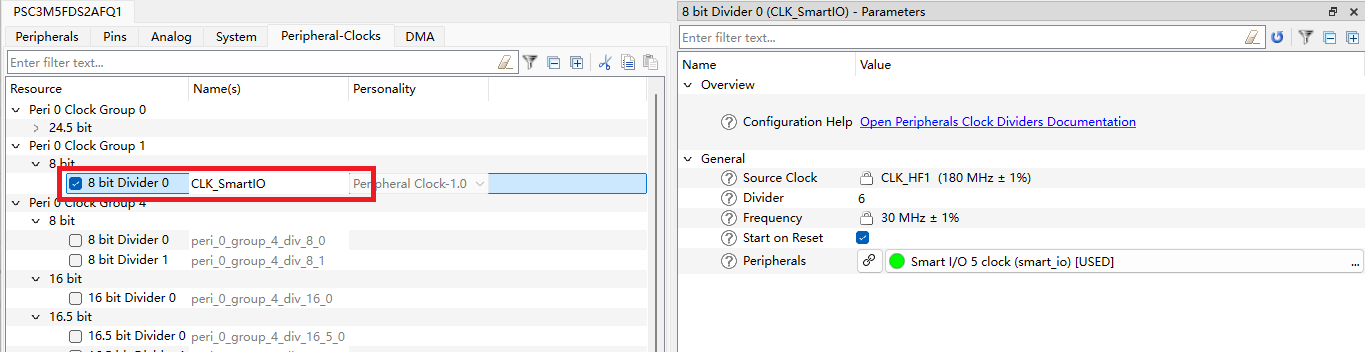 PSC3M5FDS2AFQ1
Peripherals Pins Analog System Peripheral-Clocks DMA
Enter filter text...
Resource Name(s) Personality
Peri 0 Clock Group 0
24.5 bit
Peri 0 Clock Group 1
8 bit
8 bit Divider 0 CLK_SmartIO Peripheral Clock-1.0
Peri 0 Clock Group 4
8 bit
8 bit Divider 0 peri_0_group_4_div_8_0
8 bit Divider 1 peri_0_group_4_div_8_1
16 bit
16 bit Divider 0 peri_0_group_4_div_16_0
16.5 bit
16.5 bit Divider 0 peri_0_group_4_div_16_5_0
8 bit Divider 0 (CLK_SmartIO) - Parameters
Enter filter text...
Name Value
Overview
Configuration Help Open Peripherals Clock Dividers Documentation
General
Source Clock CLK_HF1 (180 MHz ± 1%)
Divider 6
Frequency 30 MHz ± 1%
Start on Reset
Peripherals Smart I/O 5 clock (smart_io) [USED] ...